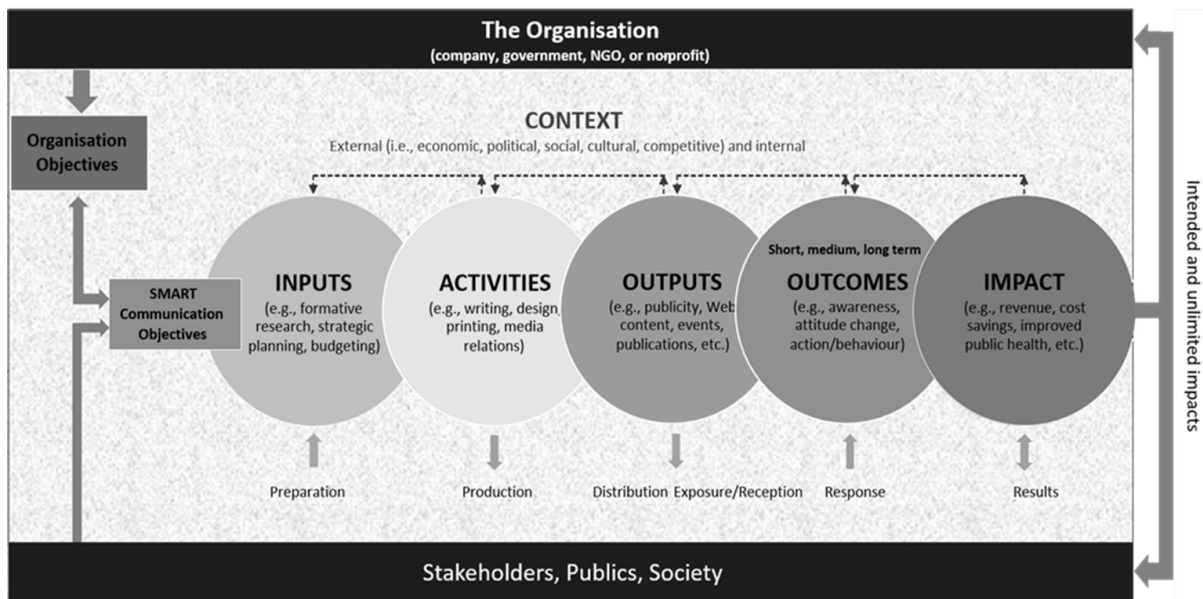 The Organisation
(company, government, NGO, or nonprofit)
Organisation
Objectives
CONTEXT
External (i.e., economic, political, social, cultural, competitive) and internal
SMART
Communication
Objectives
INPUTS
(e.g., formative
research, strategic
planning, budgeting)
ACTIVITIES
(e.g., writing, design,
printing, media
relations)
OUTPUTS
(e.g., publicity, Web
content, events,
publications, etc.)
Short, medium, long term
OUTCOMES
(e.g., awareness,
attitude change,
action/behaviour)
IMPACT
(e.g., revenue, cost
savings, improved
public health, etc.)
Preparation
Production
Distribution Exposure/Reception
Response
Results
Stakeholders, Publics, Society
Intended and unlimited impacts